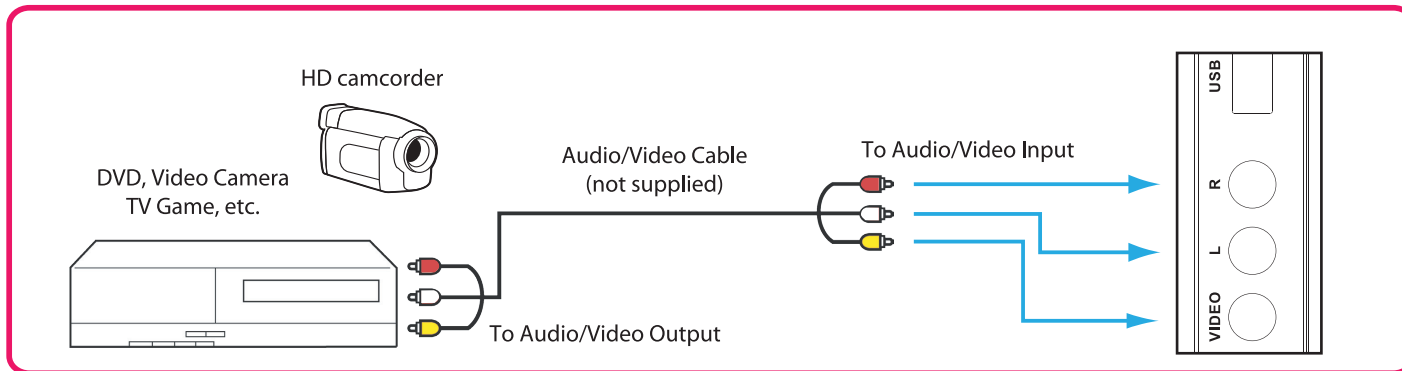 HD camcorder
DVD, Video Camera
TV Game, etc.
Audio/Video Cable
(not supplied)
To Audio/Video Output
To Audio/Video Input
USB
R
L
VIDEO